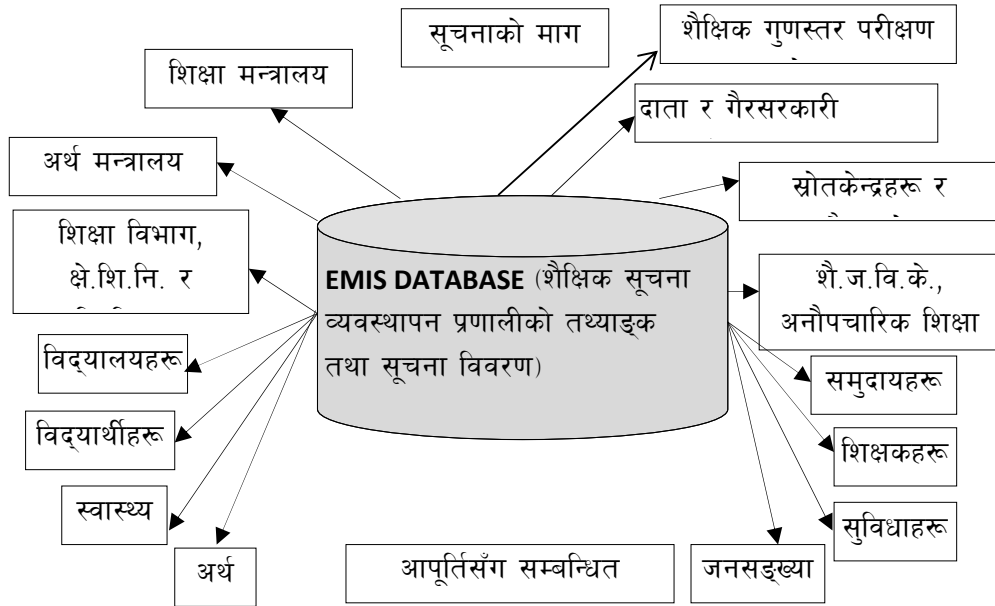 सूचनाको माग
शैक्षिक गुणस्तर परीक्षण
शिक्षा मन्त्रालय
दाता र गैरसरकारी
अर्थ मन्त्रालय
स्रोतकेन्द्रहरू र
शिक्षा विभाग,
क्षे.शि.नि. र
EMIS DATABASE (शैक्षिक सूचना
व्यवस्थापन प्रणालीको तथ्याङ्क
तथा सूचना विवरण)
शै.ज.वि.के.,
अनौपचारिक शिक्षा
विद्यालयहरू
समुदायहरू
विद्यार्थीहरू
शिक्षकहरू
स्वास्थ्य
सुविधाहरू
अर्थ
आपूर्तिसँग सम्बन्धित
जनसङ्ख्या